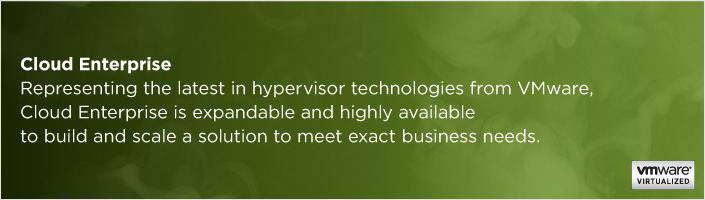 Cloud Enterprise
Representing the latest in hypervisor technologies from VMware,
Cloud Enterprise is expandable and highly available
to build and scale a solution to meet exact business needs.
vmware®
VIRTUALIZED